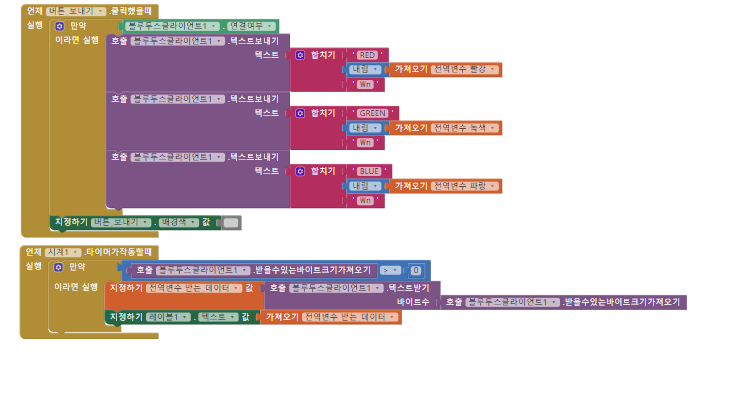 언제 버튼 보내기 .클릭했을때
실행 만약 블루투스클라이언트1 . 연결여부
이라면 실행 호출 블루투스클라이언트1 .텍스트보내기
텍스트 합치기 " RED "
내림 가져오기 전역변수 빨강
" \n "
호출 블루투스클라이언트1 .텍스트보내기
텍스트 합치기 " GREEN "
내림 가져오기 전역변수 녹색
" \n "
호출 블루투스클라이언트1 .텍스트보내기
텍스트 합치기 " BLUE "
내림 가져오기 전역변수 파랑
" \n "
지정하기 버튼 보내기 . 배경색 값
언제 시계1 .타이머가작동할때
실행 만약 호출 블루투스클라이언트1 .받을수있는바이트크기가져오기 > 0
이라면 실행 지정하기 전역변수 받는 데이터 값 호출 블루투스클라이언트1 .텍스트받기
바이트수 호출 블루투스클라이언트1 .받을수있는바이트크기가져오기
지정하기 레이블1 . 텍스트 값 가져오기 전역변수 받는 데이터